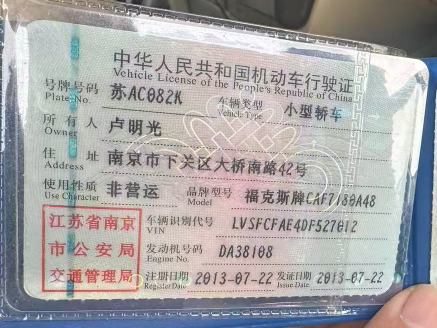 中华人民共和国机动车行驶证
Vehicle License of the People's Republic of China
号牌号码 苏AC082K 车辆类型 小型轿车
Plate-No. Vehicle Type
所有人 卢明光
Owner
住址 南京市下关区大桥南路42号
Address
使用性质 非营运 品牌型号 福克斯牌CAF7180A48
Use Character Model
江苏省南京 车辆识别代号 LVSFCFAE4DF527012
VIN
市公安局 发动机号码 DA38108
Engine No.
交通管理局 注册日期 2013-07-22 发证日期 2013-07-22
Register Date Issue Date